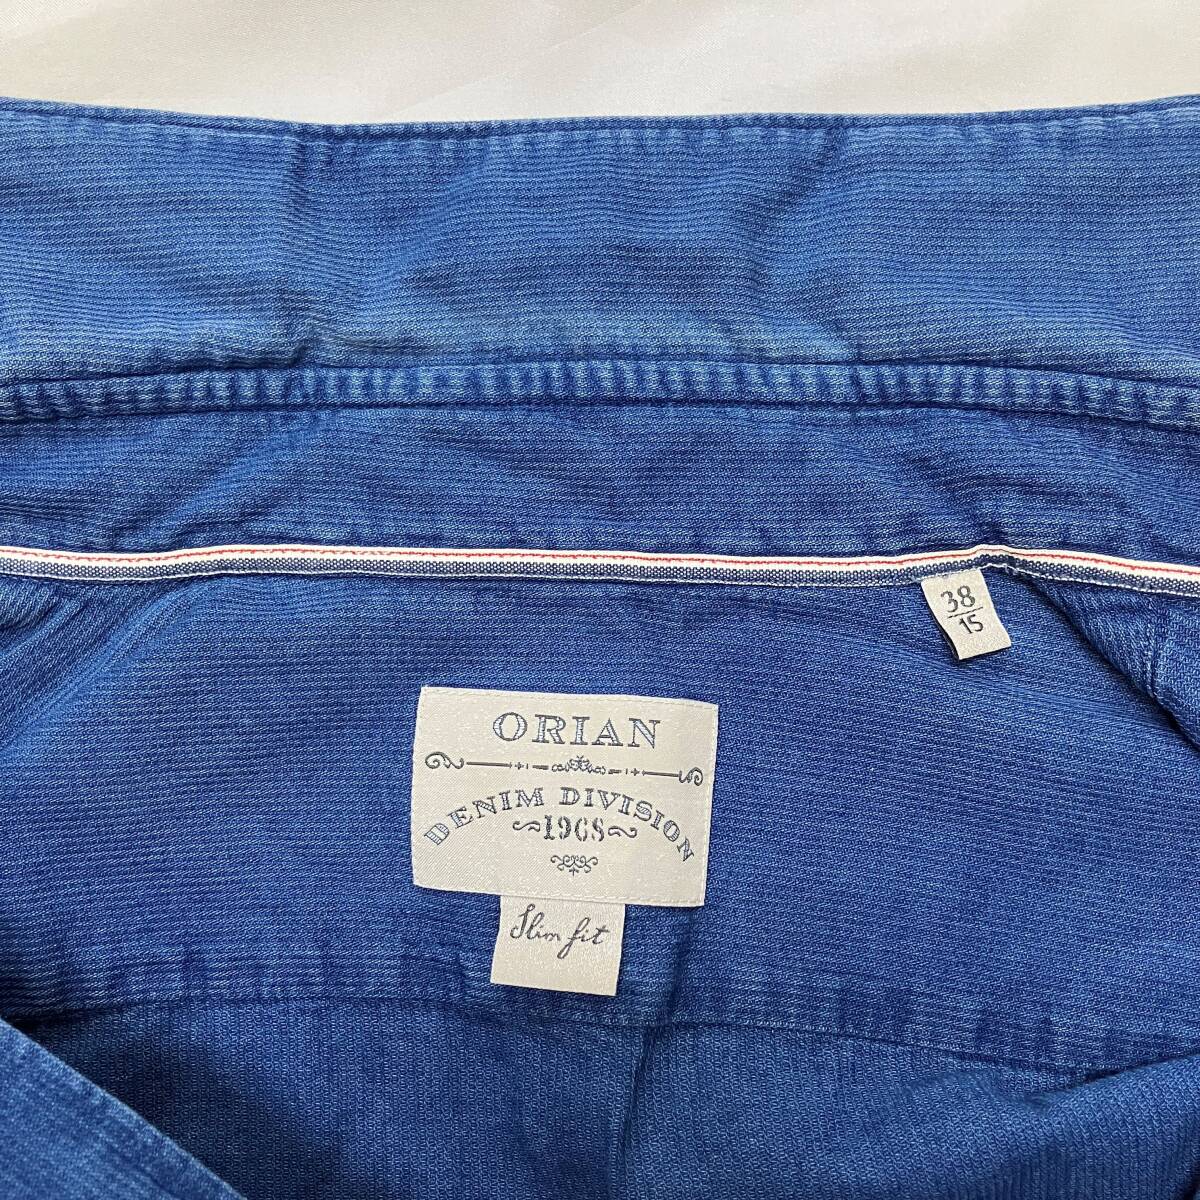 38
15
ORIAN
DENIM DIVISION
1968
Slim fit